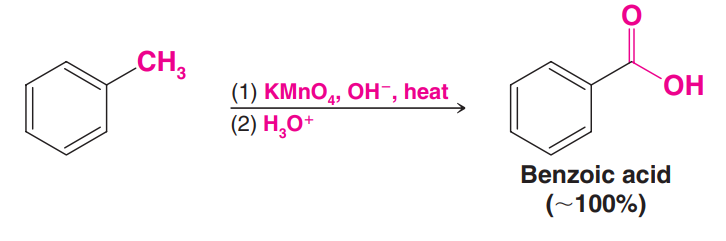 CH₃
(1) KMnO₄, OH⁻, heat
(2) H₃O⁺
O
OH
Benzoic acid
(~100%)